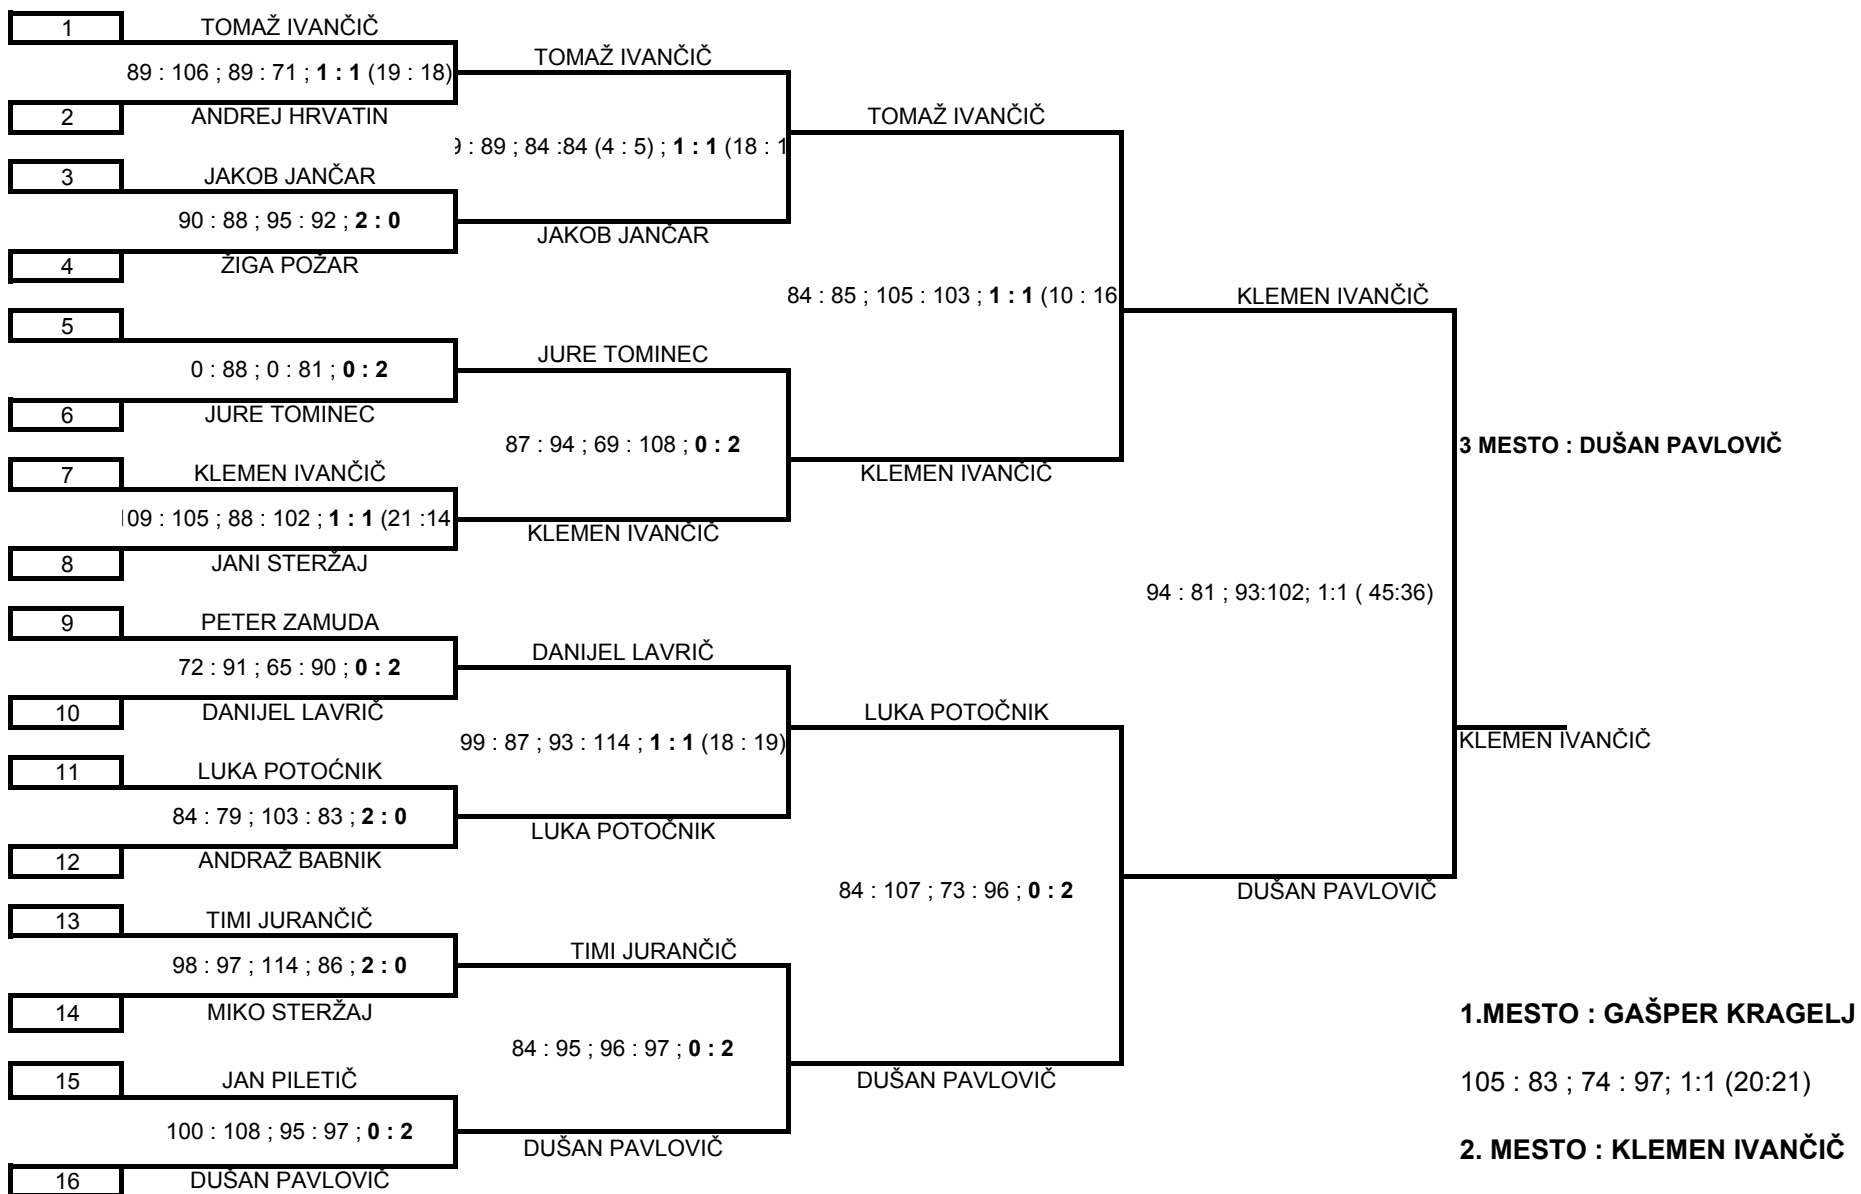 1 TOMAŽ IVANČIČ
89 : 106 ; 89 : 71 ; 1 : 1 (19 : 18)
2 ANDREJ HRVATIN
3 JAKOB JANČAR
90 : 88 ; 95 : 92 ; 2 : 0
4 ŽIGA POŽAR
5
0 : 88 ; 0 : 81 ; 0 : 2
6 JURE TOMINEC
7 KLEMEN IVANČIČ
09 : 105 ; 88 : 102 ; 1 : 1 (21 :14
8 JANI STERŽAJ
9 PETER ZAMUDA
72 : 91 ; 65 : 90 ; 0 : 2
10 DANIJEL LAVRIČ
11 LUKA POTOĆNIK
84 : 79 ; 103 : 83 ; 2 : 0
12 ANDRAŽ BABNIK
13 TIMI JURANČIČ
98 : 97 ; 114 ; 86 ; 2 : 0
14 MIKO STERŽAJ
15 JAN PILETIČ
100 : 108 ; 95 : 97 ; 0 : 2
16 DUŠAN PAVLOVIČ
TOMAŽ IVANČIČ
9 : 89 ; 84 :84 (4 : 5) ; 1 : 1 (18 : 1
JAKOB JANČAR
JURE TOMINEC
87 : 94 ; 69 : 108 ; 0 : 2
KLEMEN IVANČIČ
DANIJEL LAVRIČ
99 : 87 ; 93 : 114 ; 1 : 1 (18 : 19)
LUKA POTOČNIK
TIMI JURANČIČ
84 : 95 ; 96 : 97 ; 0 : 2
DUŠAN PAVLOVIČ
TOMAŽ IVANČIČ
84 : 85 ; 105 : 103 ; 1 : 1 (10 : 16
KLEMEN IVANČIČ
LUKA POTOČNIK
84 : 107 ; 73 : 96 ; 0 : 2
DUŠAN PAVLOVIČ
KLEMEN IVANČIČ
94 : 81 ; 93:102; 1:1 ( 45:36)
DUŠAN PAVLOVIČ
3 MESTO : DUŠAN PAVLOVIČ
KLEMEN IVANČIČ
1.MESTO : GAŠPER KRAGELJ
105 : 83 ; 74 : 97; 1:1 (20:21)
2. MESTO : KLEMEN IVANČIČ